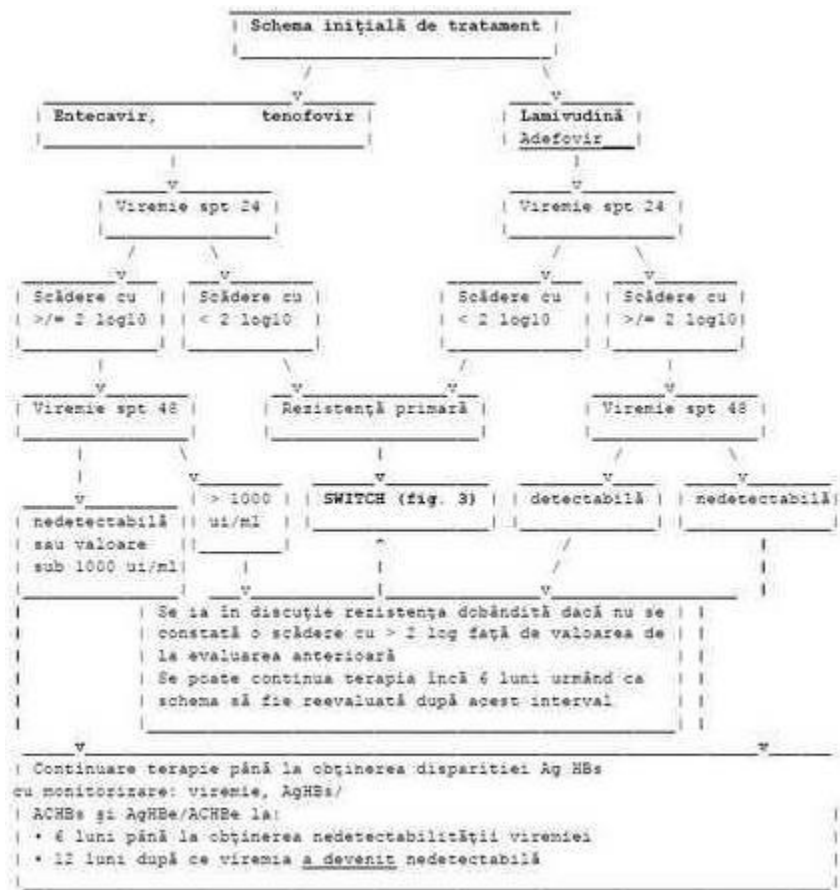 Schema iniţială de tratament
Entecavir, tenofovir
Lamivudină
Adefovir
Viremie spt 24
Viremie spt 24
Scădere cu
>/= 2 log10
Scădere cu
< 2 log10
Scădere cu
< 2 log10
Scădere cu
>/= 2 log10
Viremie spt 48
Rezistenţă primară
Viremie spt 48
nedetectabilă
sau valoare
sub 1000 ui/ml
> 1000
ui/ml
SWITCH (fig. 3)
detectabilă
nedetectabilă
Se ia în discuţie rezistenţa dobândită dacă nu se
constată o scădere cu > 2 log faţă de valoarea de
la evaluarea anterioară
Se poate continua terapia încă 6 luni urmând ca
schema să fie reevaluată după acest interval
Continuare terapie până la obţinerea disparitiei Ag HBs
cu monitorizare: viremie, AgHBs/
ACHBs şi AgHBe/ACHBe la:
• 6 luni până la obţinerea nedetectabilităţii viremiei
• 12 luni după ce viremia a devenit nedetectabilă